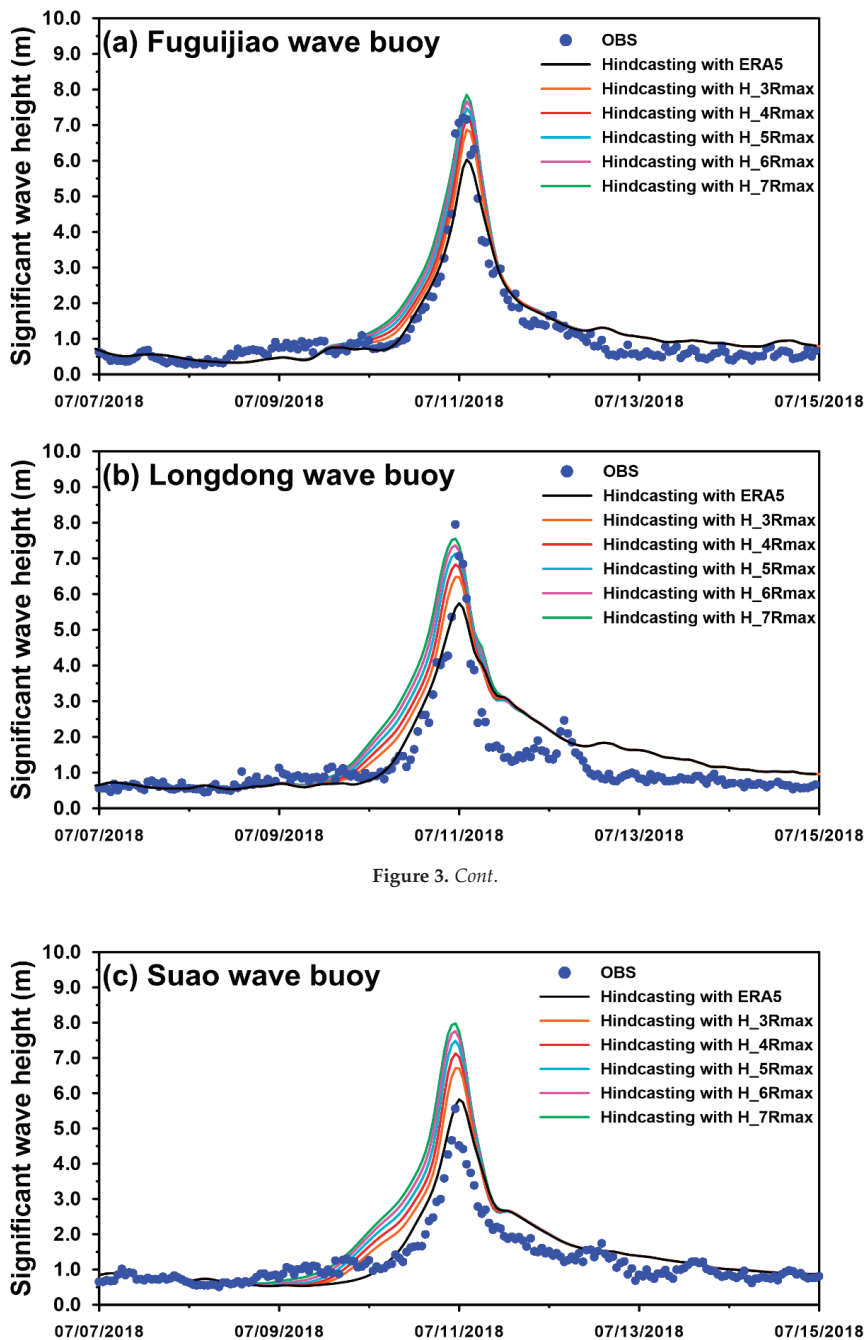 (a) Fuguijiao wave buoy
Significant wave height (m)
10.0
9.0
8.0
7.0
6.0
5.0
4.0
3.0
2.0
1.0
0.0
OBS
Hindcasting with ERA5
Hindcasting with H_3Rmax
Hindcasting with H_4Rmax
Hindcasting with H_5Rmax
Hindcasting with H_6Rmax
Hindcasting with H_7Rmax
07/07/2018 07/09/2018 07/11/2018 07/13/2018 07/15/2018
(b) Longdong wave buoy
Significant wave height (m)
10.0
9.0
8.0
7.0
6.0
5.0
4.0
3.0
2.0
1.0
0.0
OBS
Hindcasting with ERA5
Hindcasting with H_3Rmax
Hindcasting with H_4Rmax
Hindcasting with H_5Rmax
Hindcasting with H_6Rmax
Hindcasting with H_7Rmax
07/07/2018 07/09/2018 07/11/2018 07/13/2018 07/15/2018
Figure 3. Cont.
(c) Suao wave buoy
Significant wave height (m)
10.0
9.0
8.0
7.0
6.0
5.0
4.0
3.0
2.0
1.0
0.0
OBS
Hindcasting with ERA5
Hindcasting with H_3Rmax
Hindcasting with H_4Rmax
Hindcasting with H_5Rmax
Hindcasting with H_6Rmax
Hindcasting with H_7Rmax
07/07/2018 07/09/2018 07/11/2018 07/13/2018 07/15/2018